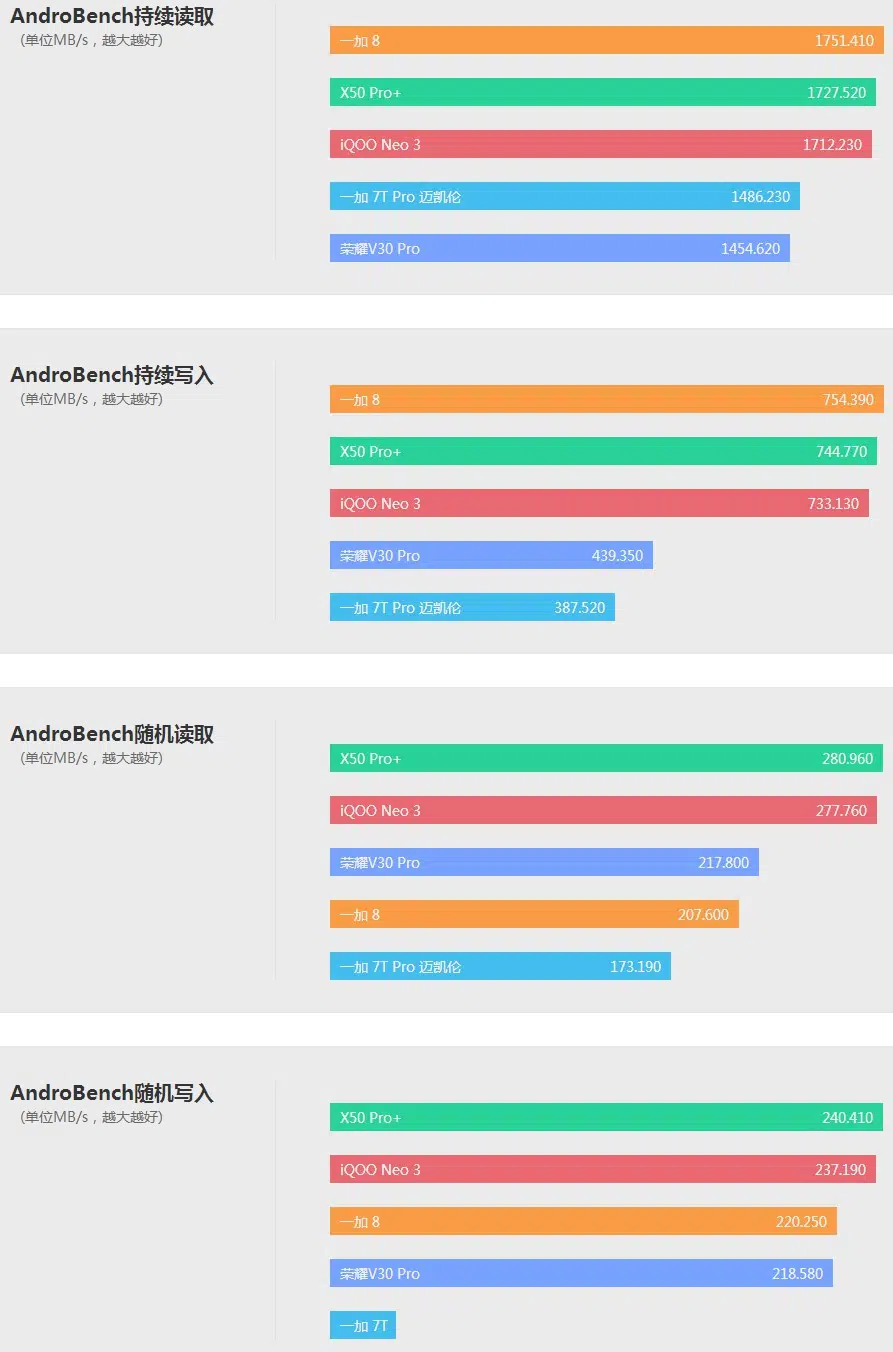 AndroBench持续读取
(单位MB/s，越大越好)
一加 8 1751.410
X50 Pro+ 1727.520
iQOO Neo 3 1712.230
一加 7T Pro 迈凯伦 1486.230
荣耀V30 Pro 1454.620
AndroBench持续写入
(单位MB/s，越大越好)
一加 8 754.390
X50 Pro+ 744.770
iQOO Neo 3 733.130
荣耀V30 Pro 439.350
一加 7T Pro 迈凯伦 387.520
AndroBench随机读取
(单位MB/s，越大越好)
X50 Pro+ 280.960
iQOO Neo 3 277.760
荣耀V30 Pro 217.800
一加 8 207.600
一加 7T Pro 迈凯伦 173.190
AndroBench随机写入
(单位MB/s，越大越好)
X50 Pro+ 240.410
iQOO Neo 3 237.190
一加 8 220.250
荣耀V30 Pro 218.580
一加 7T